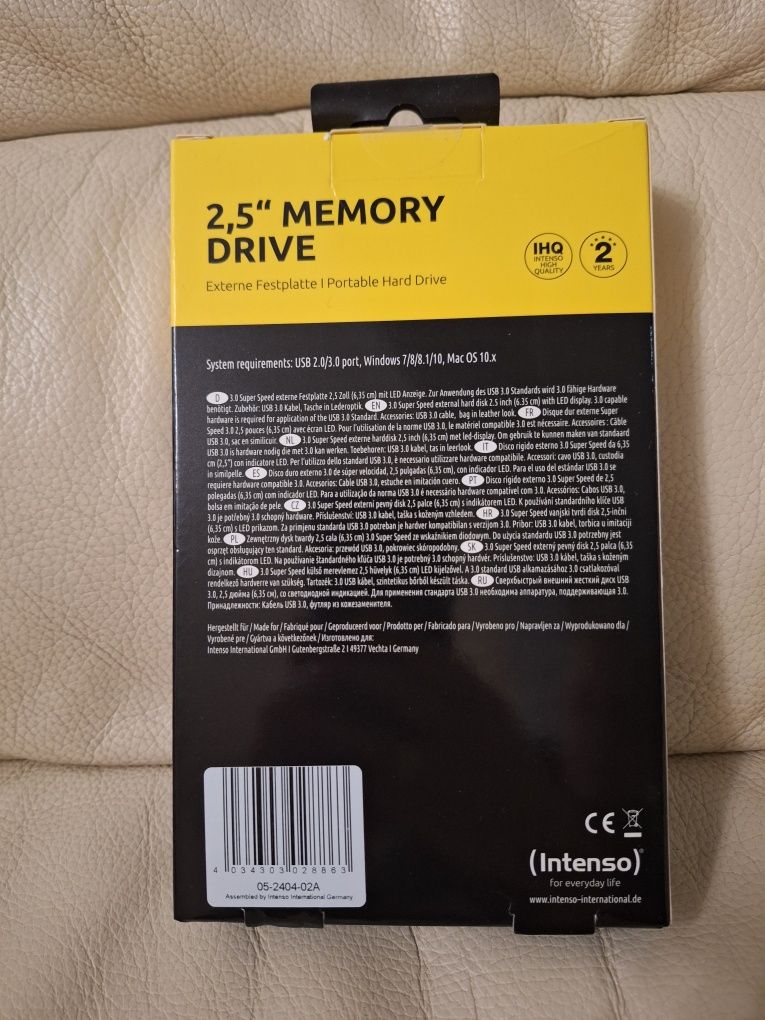 2,5“ MEMORY
DRIVE
Externe Festplatte I Portable Hard Drive
IHQ
INTENSO
HIGH
QUALITY
2
YEARS
System requirements: USB 2.0/3.0 port, Windows 7/8/8.1/10, Mac OS 10.x
D 3.0 Super Speed externe Festplatte 2,5 Zoll (6,35 cm) mit LED Anzeige. Zur Anwendung des USB 3.0 Standards wird 3.0 fähige Hardware
benötigt. Zubehör: USB 3.0 Kabel, Tasche in Lederoptik. EN 3.0 Super Speed external hard disk 2.5 inch (6,35 cm) with LED display. 3.0 capable
hardware is required for application of the USB 3.0 Standard. Accessories: USB 3.0 cable, bag in leather look. FR Disque dur externe Super
Speed 3.0 2,5 pouces (6,35 cm) avec écran LED. Pour l'utilisation de la norme USB 3.0, le matériel compatible 3.0 est nécessaire. Accessoires : Câble
USB 3.0, sac en similicuir. NL 3.0 Super Speed externe harddisk 2,5 inch (6,35 cm) met led-display. Om gebruik te kunnen maken van standaard
USB 3.0 is hardware nodig die met 3.0 kan werken. Toebehoren: USB 3.0 kabel, tas in leerlook. IT Disco rigido esterno 3.0 Super Speed da 6,35
cm (2,5") con indicatore LED. Per l'utilizzo dello standard USB 3.0, è necessario utilizzare hardware compatibile. Accessori: cavo USB 3.0, custodia
in similpelle. ES Disco duro externo 3.0 de súper velocidad, 2,5 pulgadas (6,35 cm), con indicador LED. Para el uso del estándar USB 3.0 se
requiere hardware compatible 3.0. Accesorios: Cable USB 3.0, estuche en imitación cuero. PT Disco rígido externo 3.0 Super Speed de 2,5
polegadas (6,35 cm) com indicador LED. Para a utilização da norma USB 3.0 é necessário hardware compatível com 3.0. Acessórios: Cabos USB 3.0,
bolsa em imitação de pele. CZ 3.0 Super Speed externí pevný disk 2,5 palce (6,35 cm) s indikátorem LED. K používání standardního klíče USB
3.0 je potřebný 3.0 schopný hardware. Příslušenství: USB 3.0 kabel, taška s koženým vzhledem. HR 3.0 Super Speed vanjski tvrdi disk 2,5-inčni
(6,35 cm) s LED prikazom. Za primjenu standarda USB 3.0 potreban je hardver kompatibilan s verzijom 3.0. Pribor: USB 3.0 kabel, torbica u imitaciji
kože. PL Zewnętrzny dysk twardy 2,5 cala (6,35 cm) 3.0 Super Speed ze wskaźnikiem diodowym. Do użycia standardu USB 3.0 potrzebny jest
osprzęt obsługujący ten standard. Akcesoria: przewód USB 3.0, pokrowiec skóropodobny. SK 3.0 Super Speed externý pevný disk 2,5 palca (6,35
cm) s indikátorom LED. Na používanie štandardného kľúča USB 3.0 je potrebný 3.0 schopný hardvér. Príslušenstvo: USB 3.0 kábel, taška s koženým
dizajnom. HU 3.0 Super Speed külső merevlemez 2,5 hüvelyk (6,35 cm) LED kijelzővel. A 3.0 standard USB alkamazásához 3.0 csatlakozóval
rendelkező hardverre van szükség. Tartozék: 3.0 USB kábel, szintetikus bőrből készült táska. RU Сверхбыстрый внешний жесткий диск USB
3.0, 2,5 дюйма (6,35 см), со светодиодной индикацией. Для применения стандарта USB 3.0 необходима аппаратура, поддерживающая 3.0.
Принадлежности: Кабель USB 3.0, футляр из кожезаменителя.
Hergestellt für / Made for / Fabriqué pour / Geproduceerd voor / Prodotto per / Fabricado para / Vyrobeno pro / Napravljen za / Wyprodukowano dla /
Vyrobené pre / Gyártva a következőnek / Изготовлено для:
Intenso International GmbH I Gutenbergstraße 2 I 49377 Vechta I Germany
4 034303 028863
05-2404-02A
Assembled by Intenso International Germany
CE
(Intenso)®
for everyday life
www.intenso-international.de